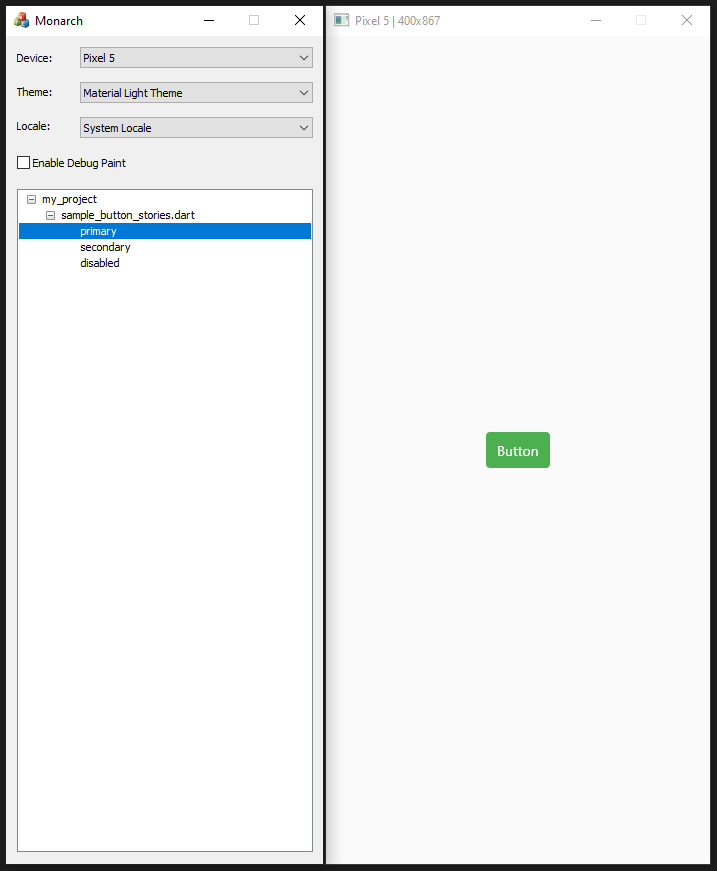 Monarch
Device: Pixel 5
Theme: Material Light Theme
Locale: System Locale
Enable Debug Paint
my_project
sample_button_stories.dart
primary
secondary
disabled
Pixel 5 | 400x867
Button